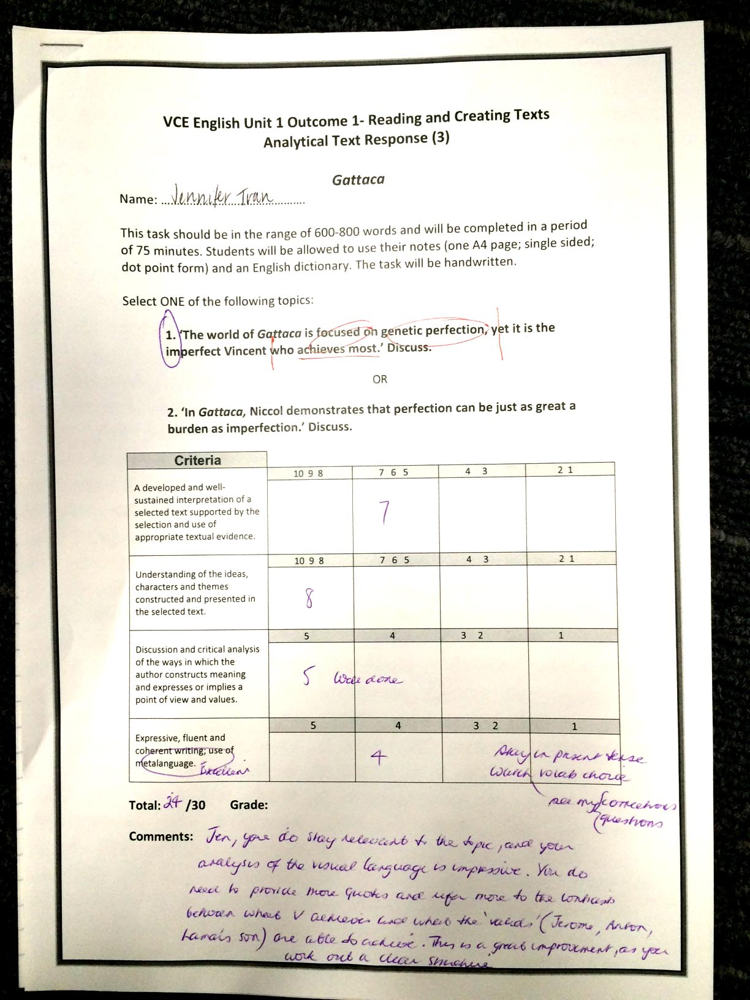 VCE English Unit 1 Outcome 1- Reading and Creating Texts
Analytical Text Response (3)
Gattaca
Name: Jennifer Tran
This task should be in the range of 600-800 words and will be completed in a period
of 75 minutes. Students will be allowed to use their notes (one A4 page; single sided;
dot point form) and an English dictionary. The task will be handwritten.
Select ONE of the following topics:
1. 'The world of Gattaca is focused on genetic perfection, yet it is the
imperfect Vincent who achieves most.' Discuss.
OR
2. 'In Gattaca, Niccol demonstrates that perfection can be just as great a
burden as imperfection.' Discuss.
Criteria
10 9 8 7 6 5 4 3 2 1
A developed and well-
sustained interpretation of a
selected text supported by the
selection and use of
appropriate textual evidence.
7
10 9 8 7 6 5 4 3 2 1
Understanding of the ideas,
characters and themes
constructed and presented in
the selected text.
8
5 4 3 2 1
Discussion and critical analysis
of the ways in which the
author constructs meaning
and expresses or implies a
point of view and values.
5 Well done
5 4 3 2 1
Expressive, fluent and
coherent writing; use of
metalanguage. Excellent
4
Stay in present tense
Watch vocab choice
see my corrections
questions
Total: 24 /30 Grade:
Comments: Jen, you do stay relevant to the topic, and your
analysis of the visual language is impressive. You do
need to provide more quotes and refer more to the contrasts
between what V achieves and what the 'valids' (Jerome, Anton,
Lamar's son) are able to achieve. This is a great improvement, as you
work out a clear structure